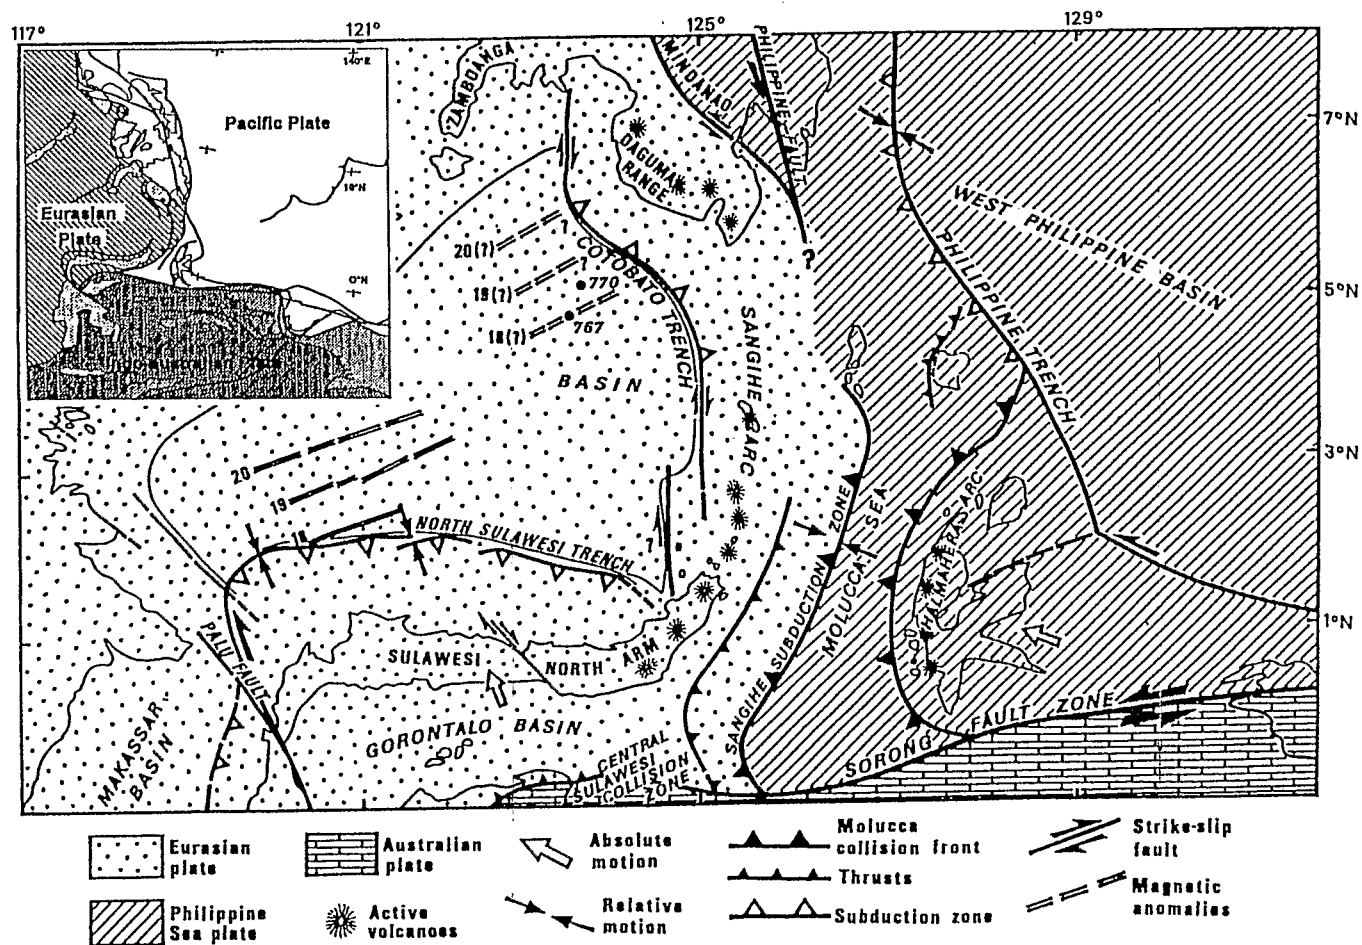 117°
121°
125°
129°
140°E
Pacific Plate
Eurasian
Plate
ZAMBOANGA
MINDANAO
PHILIPPINE FAULT
DAGUMA
RANGE
7°N
WEST PHILIPPINE BASIN
PHILIPPINE TRENCH
20(?)
?
COTOBATO TRENCH
19(?)
?
770
18(?)
767
?
5°N
SANGIHE ARC
BASIN
3°N
20
19
18
NORTH SULAWESI TRENCH
?
SANGIHE SUBDUCTION ZONE
MOLUCCA SEA
HALMAHERAS ARC
1°N
PALU FAULT
SULAWESI
NORTH
ARM
GORONTALO BASIN
MAKASSAR
BASIN
CENTRAL
SULAWESI
COLLISION
ZONE
SORONG FAULT ZONE
Eurasian
plate
Australian
plate
Absolute
motion
Molucca
collision front
Strike-slip
fault
Thrusts
Philippine
Sea plate
Active
volcanoes
Relative
motion
Subduction zone
Magnetic
anomalies